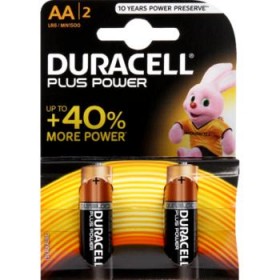 10 YEARS POWER PRESERVED
AA/2
LR6 / MN1500
DURACELL
PLUS POWER
UP TO
+40%
MORE POWER*
DURACELL
PLUS POWER
DURACELL
PLUS POWER